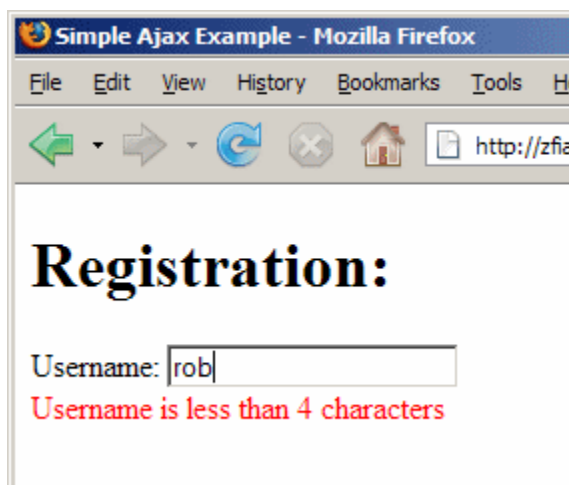 Simple Ajax Example - Mozilla Firefox
File Edit View History Bookmarks Tools
http://zfia
Registration:
Username: rob
Username is less than 4 characters